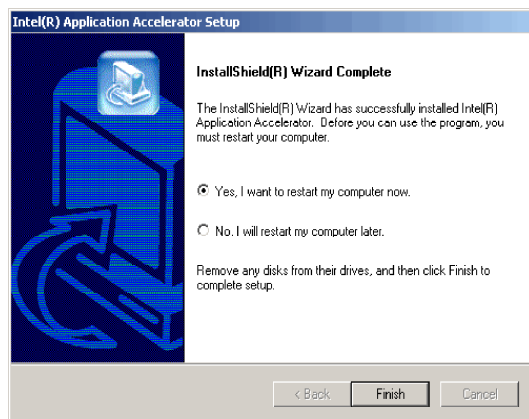 Intel(R) Application Accelerator Setup
InstallShield(R) Wizard Complete
The InstallShield(R) Wizard has successfully installed Intel(R)
Application Accelerator. Before you can use the program, you
must restart your computer.
Yes, I want to restart my computer now.
No, I will restart my computer later.
Remove any disks from their drives, and then click Finish to
complete setup.
< Back
Finish
Cancel